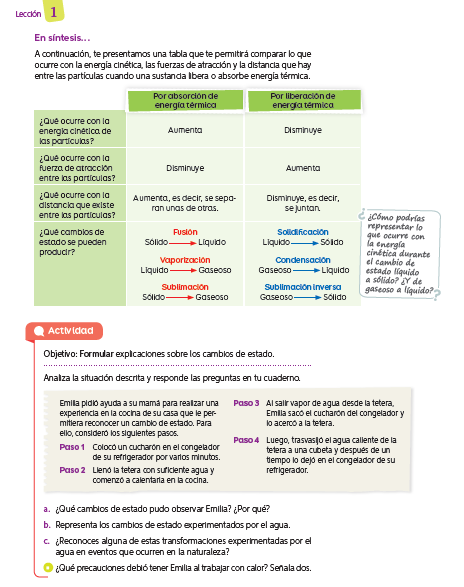 Lección 1
En síntesis...
A continuación, te presentamos una tabla que te permitirá comparar lo que
ocurre con la energía cinética, las fuerzas de atracción y la distancia que hay
entre las partículas cuando una sustancia libera o absorbe energía térmica.
Por absorción de
energía térmica
Por liberación de
energía térmica
¿Qué ocurre con la
energía cinética de
las partículas?
Aumenta
Disminuye
¿Qué ocurre con la
fuerza de atracción
entre las partículas?
Disminuye
Aumenta
¿Qué ocurre con la
distancia que existe
entre las partículas?
Aumenta, es decir, se sepa-
ran unas de otras.
Disminuye, es decir,
se juntan.
¿Qué cambios de
estado se pueden
producir?
Fusión
Sólido Líquido
Vaporización
Líquido Gaseoso
Sublimación
Sólido Gaseoso
Solidificación
Líquido Sólido
Condensación
Gaseoso Líquido
Sublimación inversa
Gaseoso Sólido
¿Cómo podrías
representar lo
que ocurre con
la energía
cinética durante
el cambio de
estado líquido
a sólido? ¿Y de
gaseoso a líquido?
Actividad
Objetivo: Formular explicaciones sobre los cambios de estado.
Analiza la situación descrita y responde las preguntas en tu cuaderno.
Emilia pidió ayuda a su mamá para realizar una
experiencia en la cocina de su casa que le per-
mitiera reconocer un cambio de estado. Para
ello, consideró los siguientes pasos.
Paso 1 Colocó un cucharón en el congelador
de su refrigerador por varios minutos.
Paso 2 Llenó la tetera con suficiente agua y
comenzó a calentarla en la cocina.
Paso 3 Al salir vapor de agua desde la tetera,
Emilia sacó el cucharón del congelador y
lo acercó a la tetera.
Paso 4 Luego, trasvasijó el agua caliente de la
tetera a una cubeta y después de un
tiempo lo dejó en el congelador de su
refrigerador.
a. ¿Qué cambios de estado pudo observar Emilia? ¿Por qué?
b. Representa los cambios de estado experimentados por el agua.
c. ¿Reconoces alguna de estas transformaciones experimentadas por el
agua en eventos que ocurren en la naturaleza?
¿Qué precauciones debió tener Emilia al trabajar con calor? Señala dos.